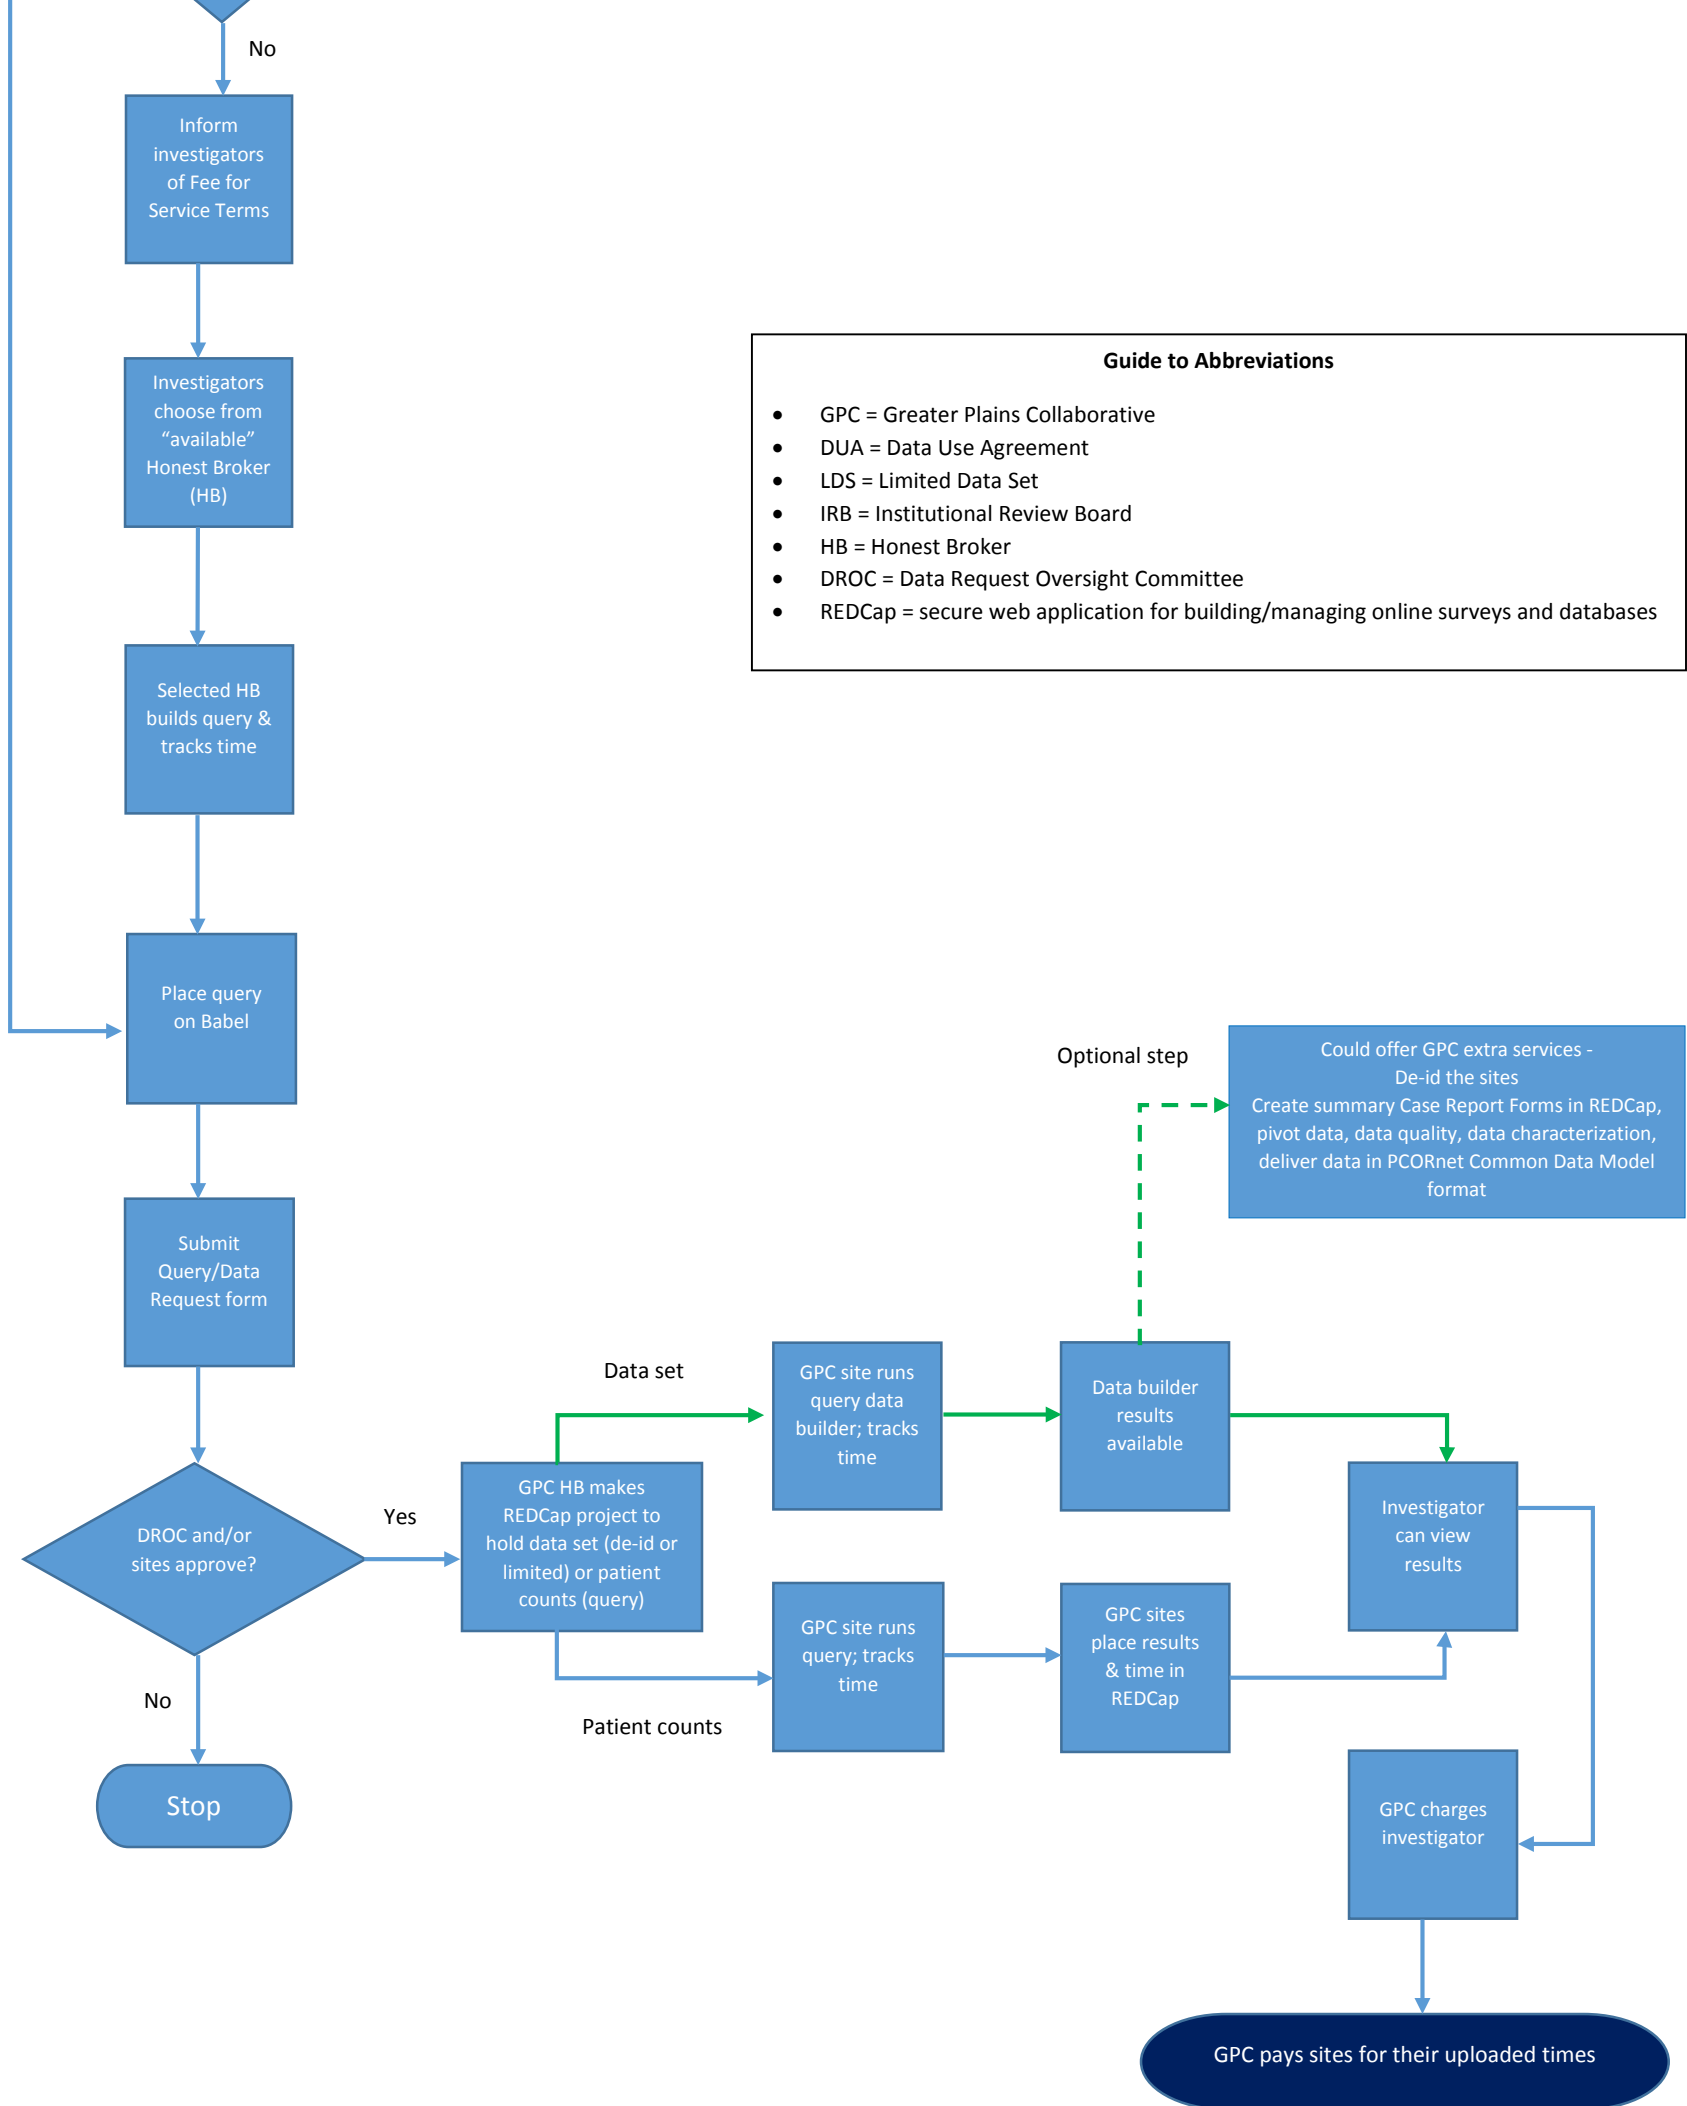 No
Inform
investigators
of Fee for
Service Terms
Investigators
choose from
“available”
Honest Broker
(HB)
Guide to Abbreviations
• GPC = Greater Plains Collaborative
• DUA = Data Use Agreement
• LDS = Limited Data Set
• IRB = Institutional Review Board
• HB = Honest Broker
• DROC = Data Request Oversight Committee
• REDCap = secure web application for building/managing online surveys and databases
Selected HB
builds query &
tracks time
Place query
on Babel
Optional step
Could offer GPC extra services -
De-id the sites
Create summary Case Report Forms in REDCap,
pivot data, data quality, data characterization,
deliver data in PCORnet Common Data Model
format
Submit
Query/Data
Request form
DROC and/or
sites approve?
Yes
No
Stop
GPC HB makes
REDCap project to
hold data set (de-id or
limited) or patient
counts (query)
Data set
GPC site runs
query data
builder; tracks
time
Data builder
results
available
Patient counts
GPC site runs
query; tracks
time
GPC sites
place results
& time in
REDCap
Investigator
can view
results
GPC charges
investigator
GPC pays sites for their uploaded times